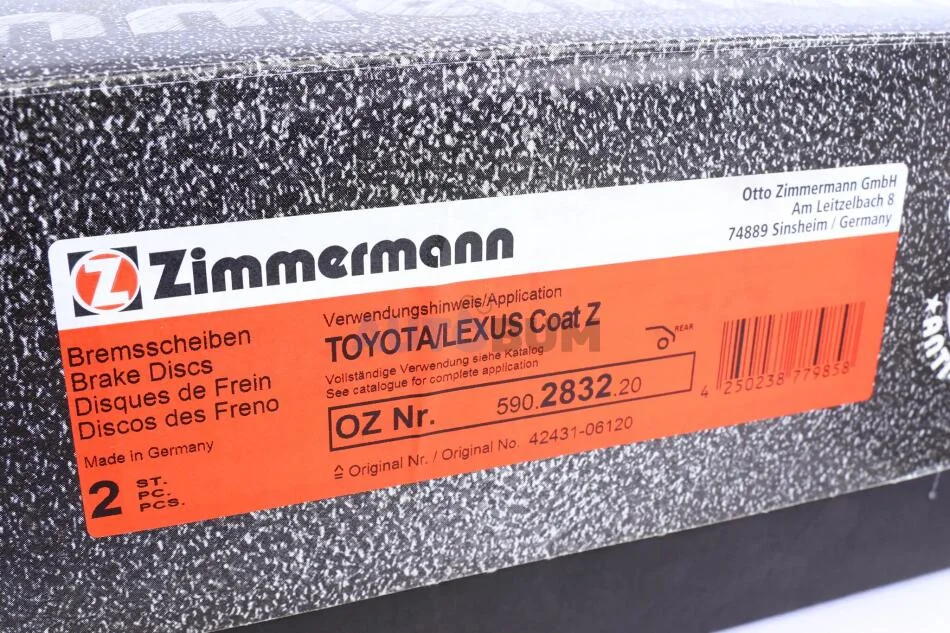 Zimmermann
Otto Zimmermann GmbH
Am Leitzelbach 8
74889 Sinsheim / Germany
Bremsscheiben
Brake Discs
Disques de Frein
Discos des Freno
Made in Germany
2 ST.
PC.
PCS.
Verwendungshinweis/Application
TOYOTA/LEXUS Coat Z
Vollständige Verwendung siehe Katalog
See catalogue for complete application
OZ Nr. 590.2832.20
≙ Original Nr. / Original No. 42431-06120
REAR
4 250238 779858